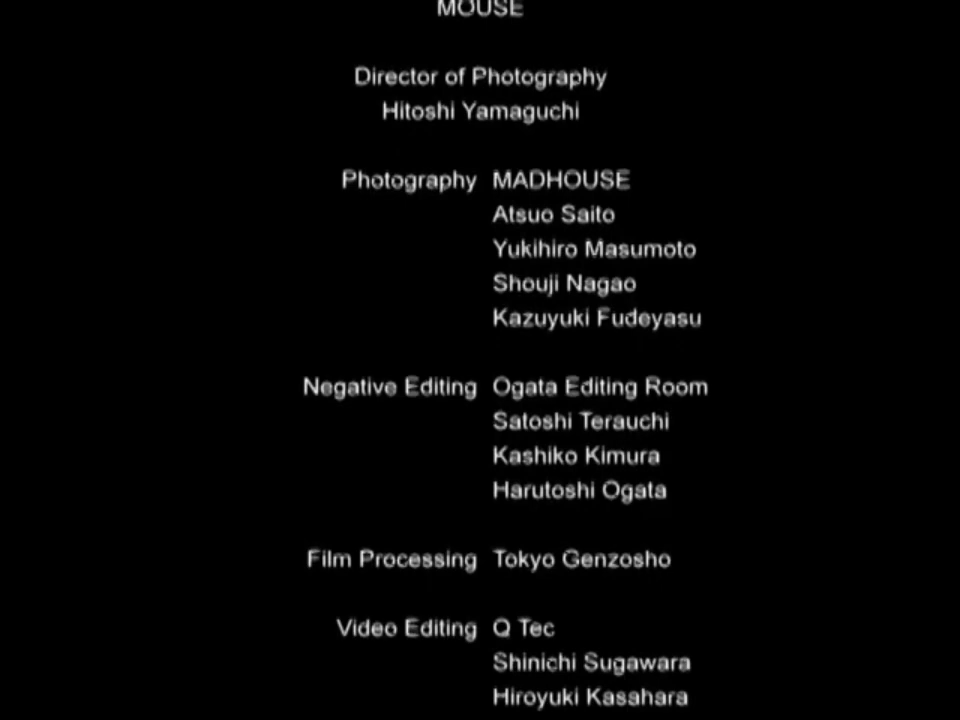 MOUSE
Director of Photography
Hitoshi Yamaguchi
Photography MADHOUSE
Atsuo Saito
Yukihiro Masumoto
Shouji Nagao
Kazuyuki Fudeyasu
Negative Editing Ogata Editing Room
Satoshi Terauchi
Kashiko Kimura
Harutoshi Ogata
Film Processing Tokyo Genzosho
Video Editing Q Tec
Shinichi Sugawara
Hiroyuki Kasahara